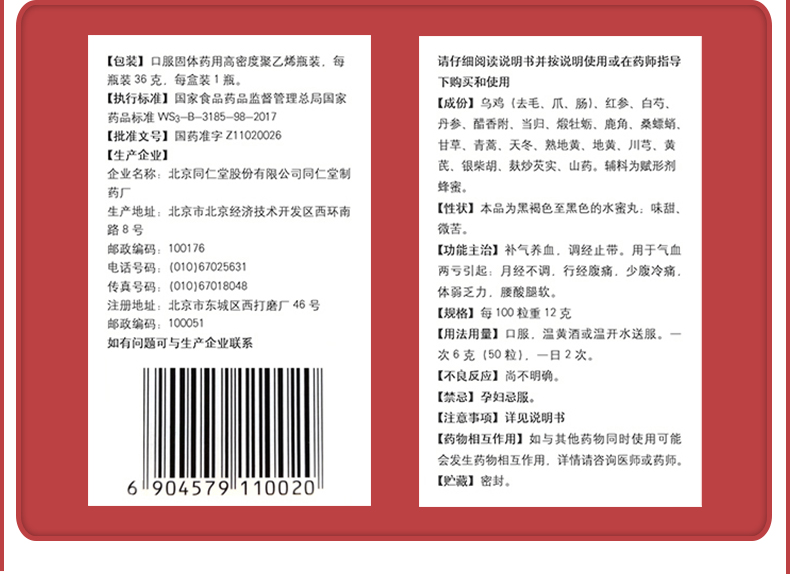 【包装】口服固体药用高密度聚乙烯瓶装，每
瓶装 36 克，每盒装 1 瓶。
【执行标准】国家食品药品监督管理总局国家
药品标准 WS3-B-3185-98-2017
【批准文号】国药准字 Z11020026
【生产企业】
企业名称：北京同仁堂股份有限公司同仁堂制
药厂
生产地址：北京市北京经济技术开发区西环南
路 8 号
邮政编码：100176
电话号码：(010)67025631
传真号码：(010)67018048
注册地址：北京市东城区西打磨厂 46 号
邮政编码：100051
如有问题可与生产企业联系
6 904579 110020
请仔细阅读说明书并按说明使用或在药师指导
下购买和使用
【成份】乌鸡（去毛、爪、肠）、红参、白芍、
丹参、醋香附、当归、煅牡蛎、鹿角、桑螵蛸、
甘草、青蒿、天冬、熟地黄、地黄、川芎、黄
芪、银柴胡、麸炒芡实、山药。辅料为赋形剂
蜂蜜。
【性状】本品为黑褐色至黑色的水蜜丸；味甜、
微苦。
【功能主治】补气养血，调经止带。用于气血
两亏引起：月经不调，行经腹痛，少腹冷痛，
体弱乏力，腰酸腿软。
【规格】每 100 粒重 12 克
【用法用量】口服，温黄酒或温开水送服。一
次 6 克（50 粒），一日 2 次。
【不良反应】尚不明确。
【禁忌】孕妇忌服。
【注意事项】详见说明书
【药物相互作用】如与其他药物同时使用可能
会发生药物相互作用，详情请咨询医师或药师。
【贮藏】密封。